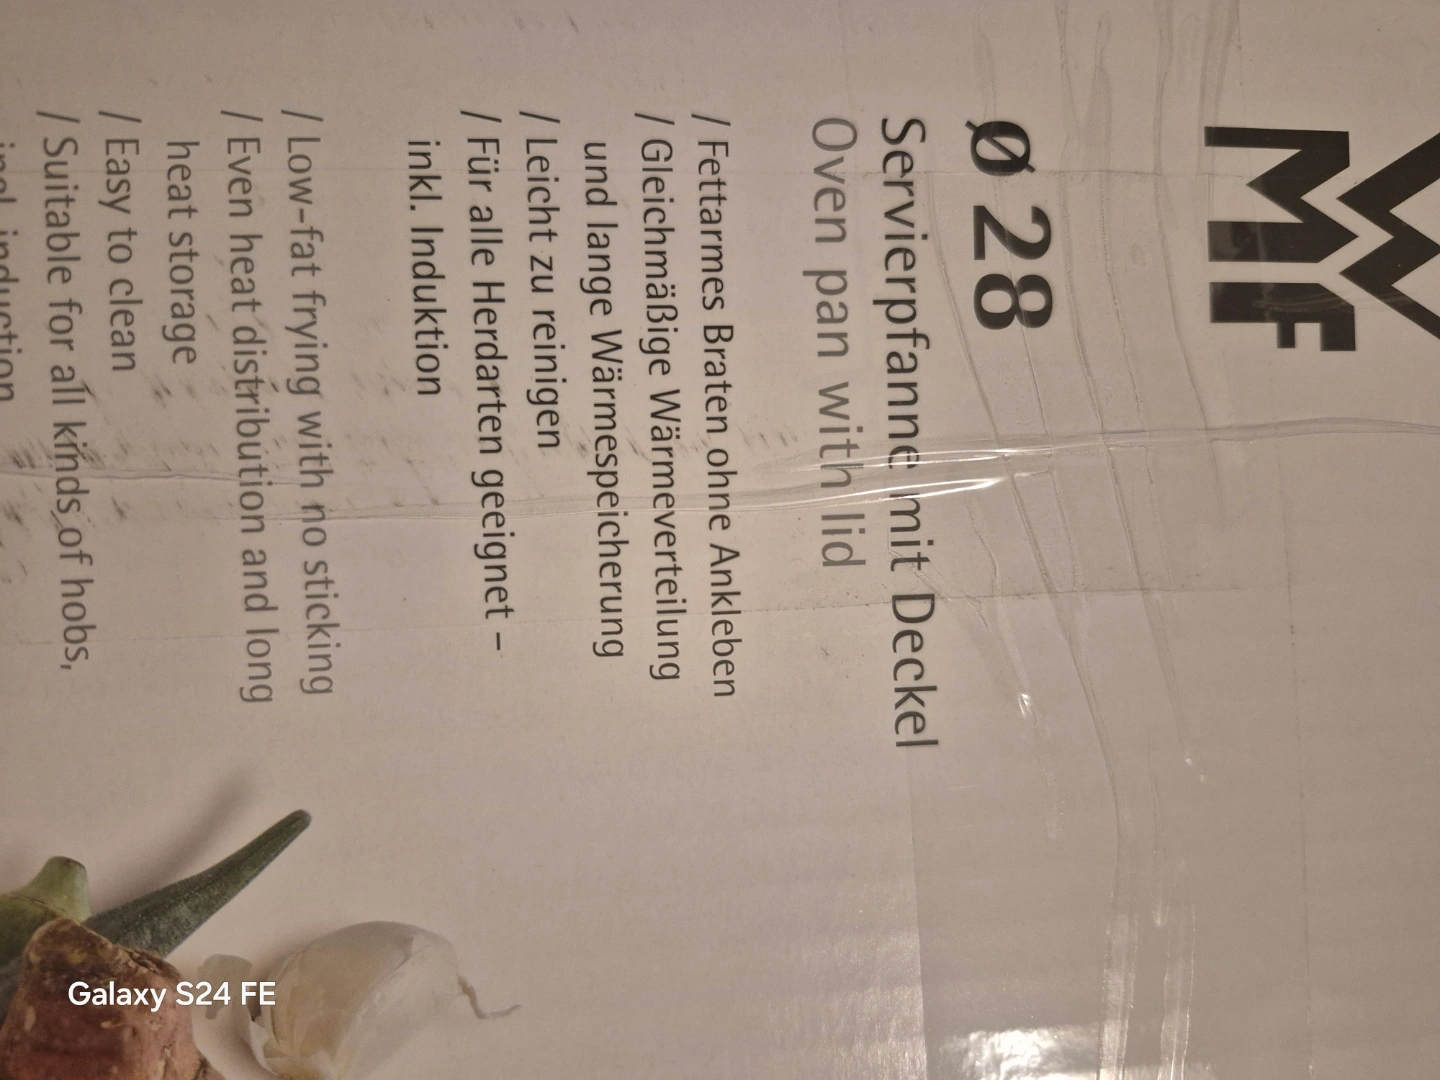 WMF
Ø 28
Servierpfanne mit Deckel
Oven pan with lid
/ Fettarmes Braten ohne Ankleben
/ Gleichmäßige Wärmeverteilung
und lange Wärmespeicherung
/ Leicht zu reinigen
/ Für alle Herdarten geeignet –
inkl. Induktion
/ Low-fat frying with no sticking
/ Even heat distribution and long
heat storage
/ Easy to clean
/ Suitable for all kinds of hobs,
incl. induction
Galaxy S24 FE